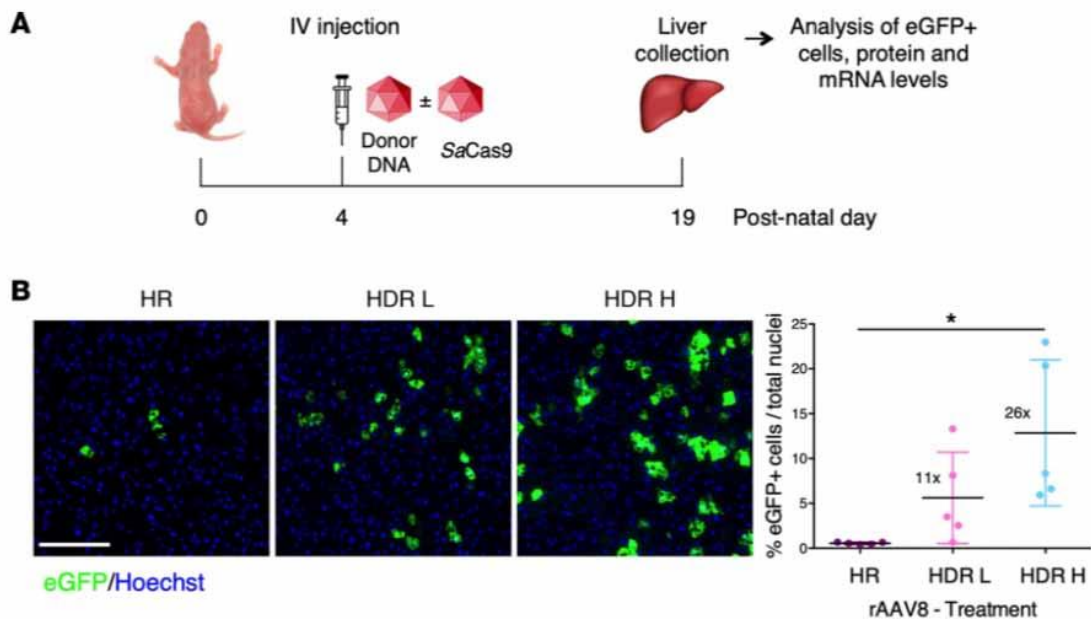 A
IV injection
Liver
collection
Analysis of eGFP+
cells, protein and
mRNA levels
±
Donor
DNA
SaCas9
0
4
19
Post-natal day
B
HR
HDR L
HDR H
eGFP/Hoechst
% eGFP+ cells / total nuclei
25
20
15
10
5
0
*
11x
26x
HR
HDR L
HDR H
rAAV8 - Treatment